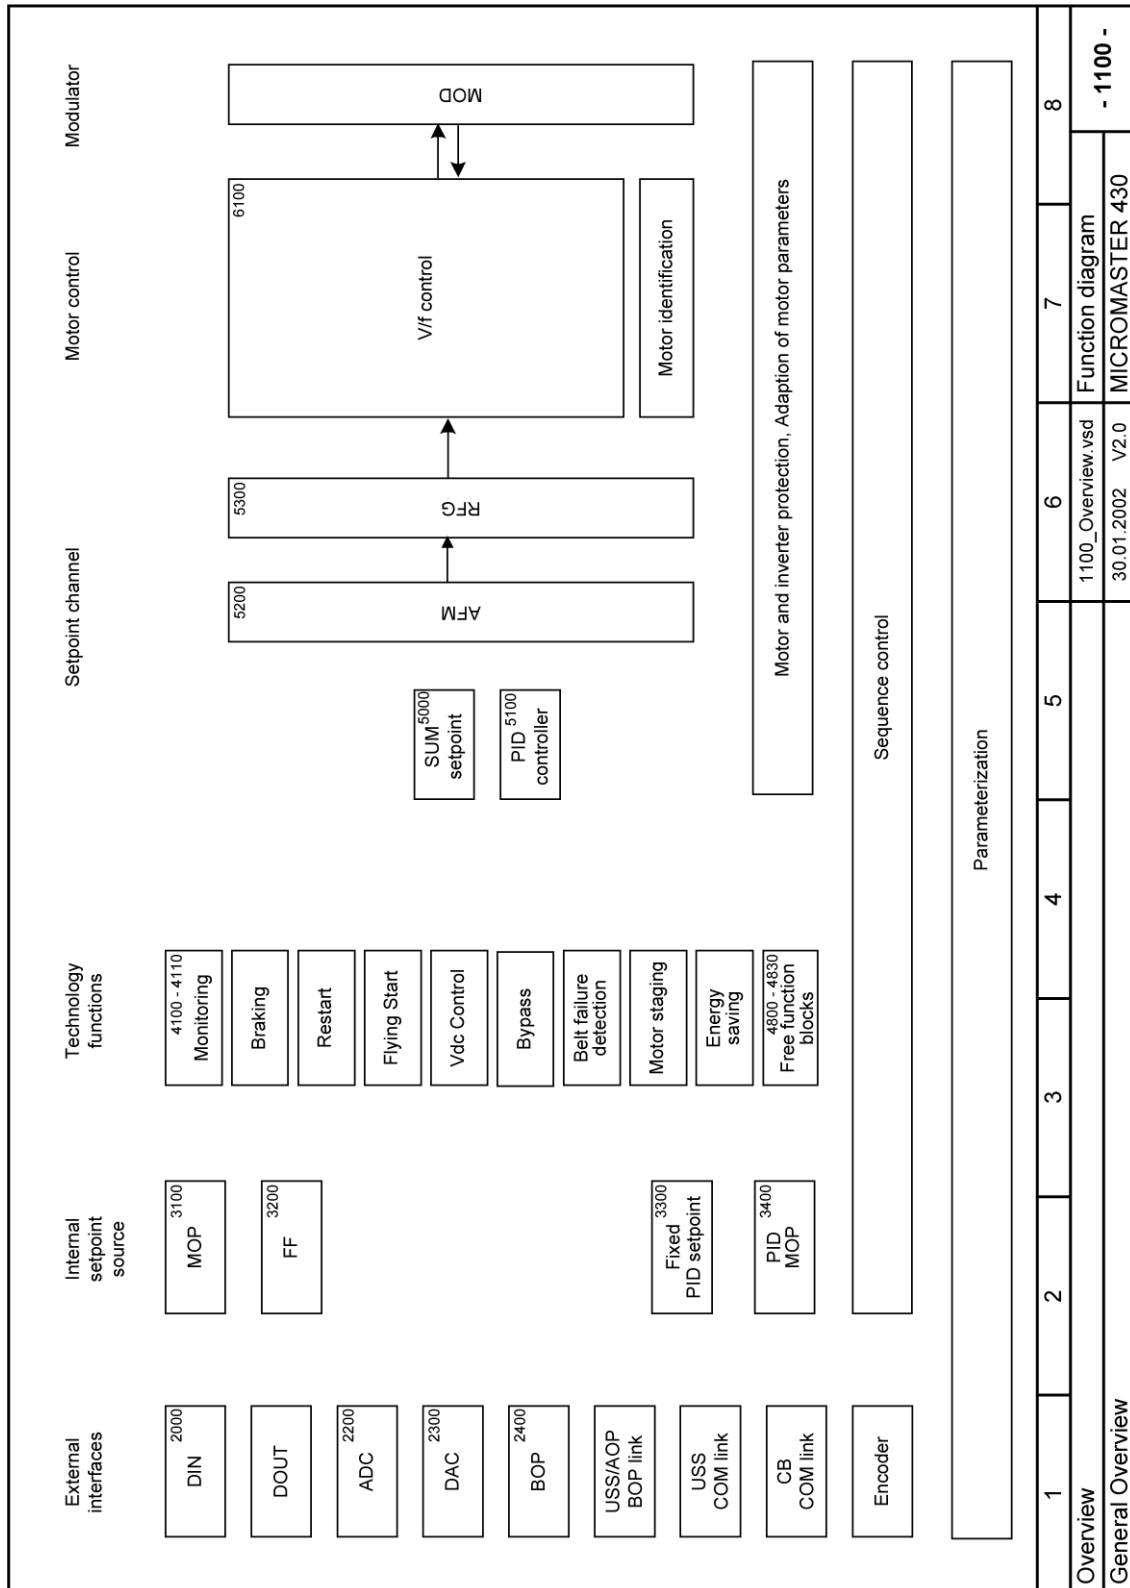 External
interfaces
Internal
setpoint
source
Technology
functions
Setpoint channel
Motor control
Modulator
DIN
2000
DOUT
ADC
2200
DAC
2300
BOP
2400
USS/AOP
BOP link
USS
COM link
CB
COM link
Encoder
MOP
3100
FF
3200
Fixed
PID setpoint
3300
PID
MOP
3400
4100 - 4110
Monitoring
Braking
Restart
Flying Start
Vdc Control
Bypass
Belt failure
detection
Motor staging
Energy
saving
4800 - 4830
Free function
blocks
SUM
setpoint
5000
PID
controller
5100
AFM
5200
RFG
5300
V/f control
6100
Motor identification
MOD
Motor and inverter protection, Adaption of motor parameters
Sequence control
Parameterization
1 2 3 4 5 6 7 8
Overview 1100_Overview.vsd Function diagram
- 1100 -
General Overview 30.01.2002 V2.0 MICROMASTER 430